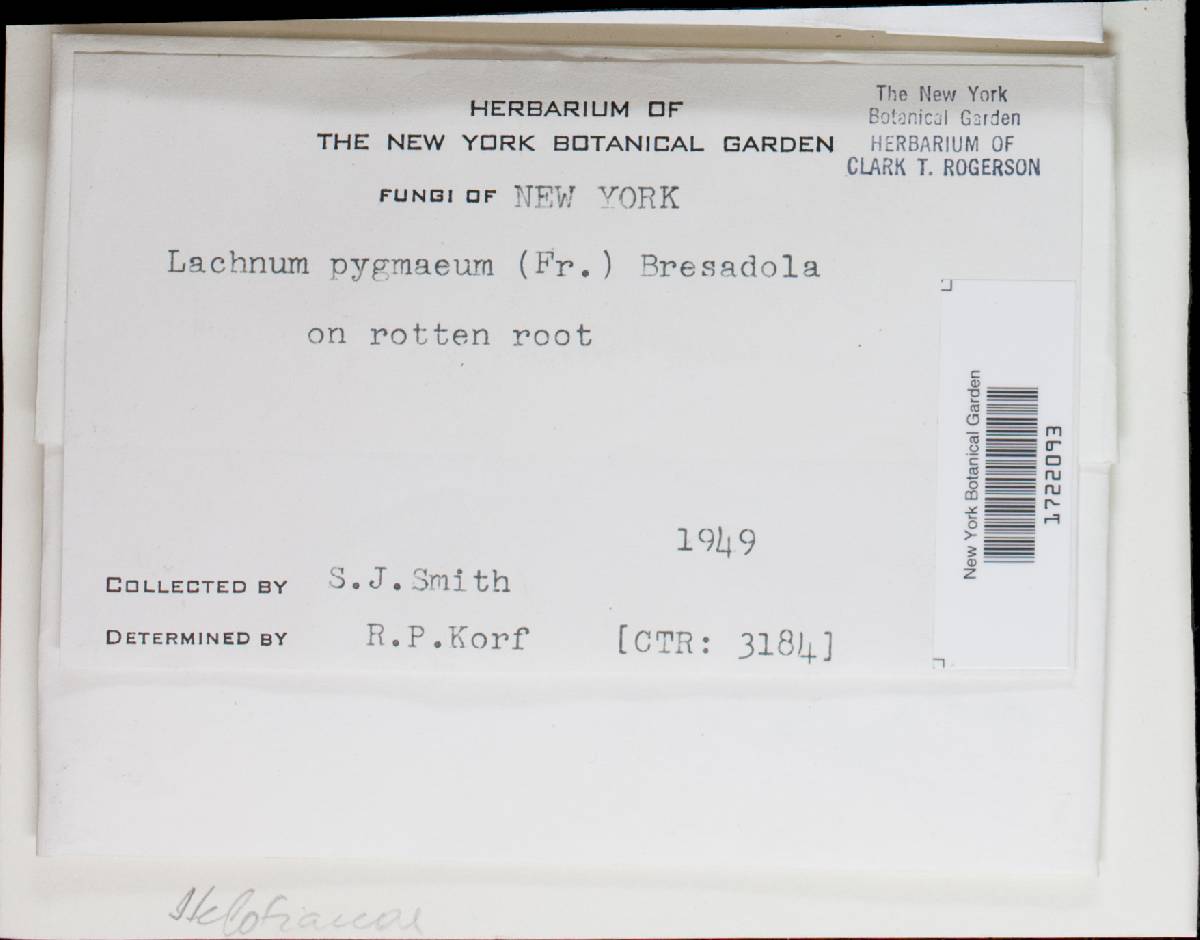 HERBARIUM OF
THE NEW YORK BOTANICAL GARDEN
FUNGI OF NEW YORK
The New York
Botanical Garden
HERBARIUM OF
CLARK T. ROGERSON
Lachnum pygmaeum (Fr.) Bresadola
on rotten root
1949
COLLECTED BY S.J.Smith
DETERMINED BY R.P.Korf [CTR: 3184]
New York Botanical Garden
1722093
Helotiaceae